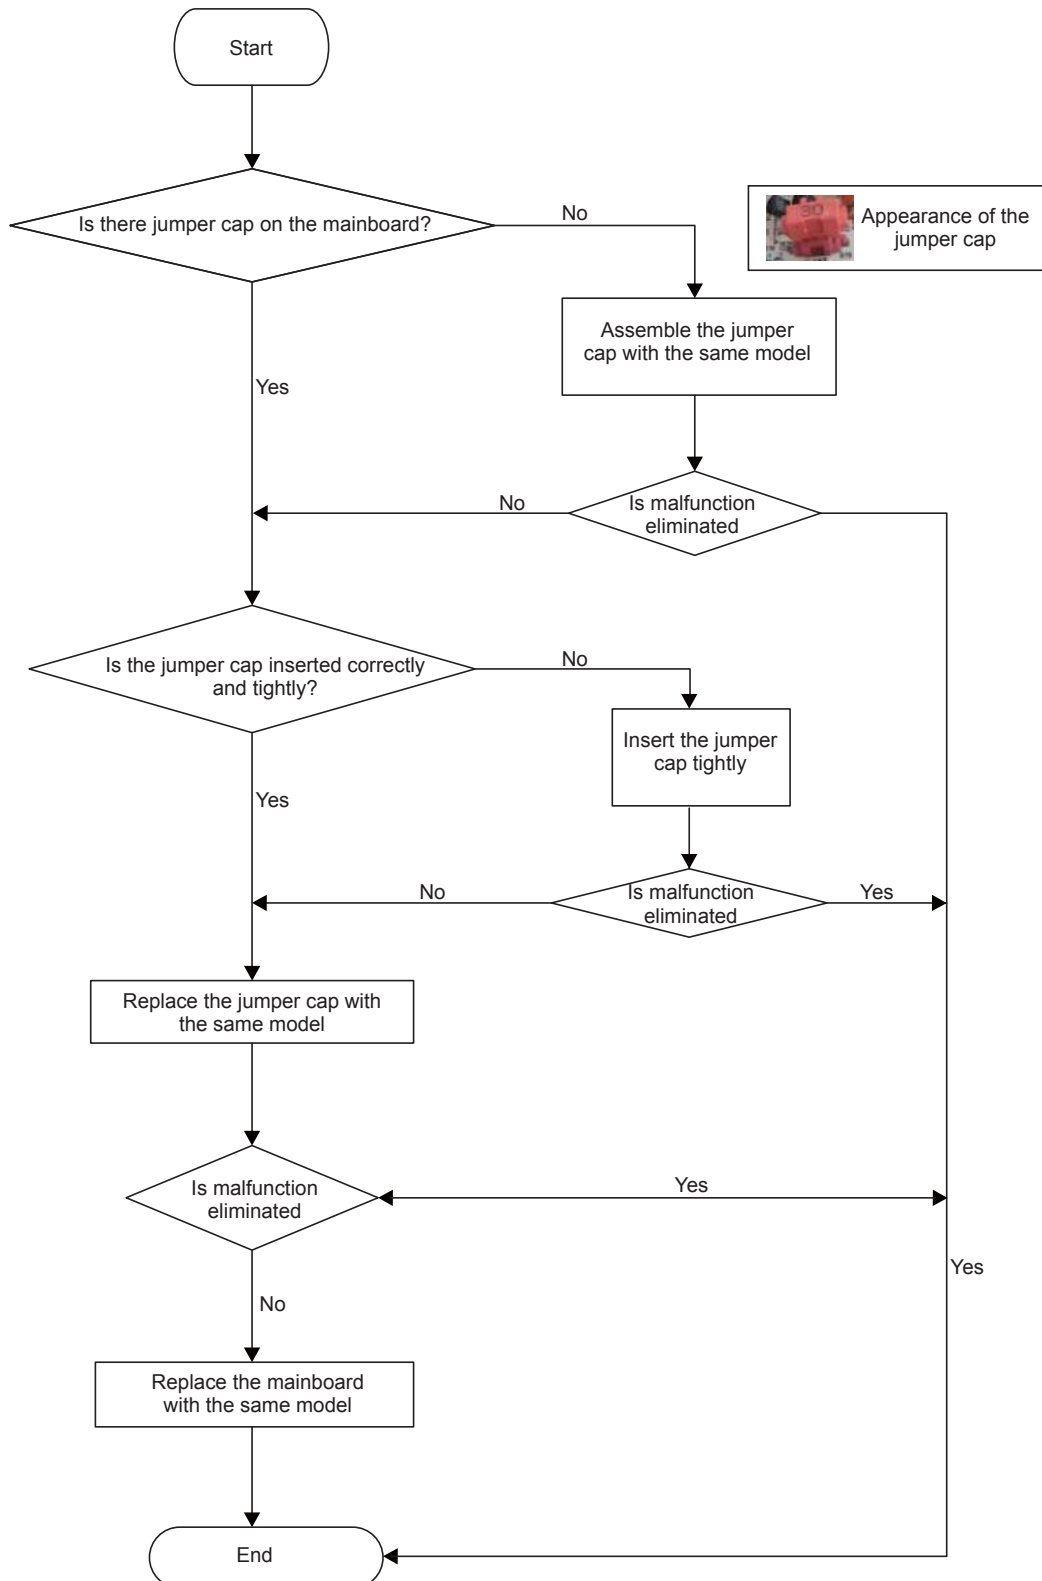 Start
Is there jumper cap on the mainboard?
No
Appearance of the
jumper cap
Assemble the jumper
cap with the same model
Yes
No
Is malfunction
eliminated
Is the jumper cap inserted correctly
and tightly?
No
Insert the jumper
cap tightly
Yes
No
Is malfunction
eliminated
Yes
Replace the jumper cap with
the same model
Is malfunction
eliminated
Yes
Yes
No
Replace the mainboard
with the same model
End